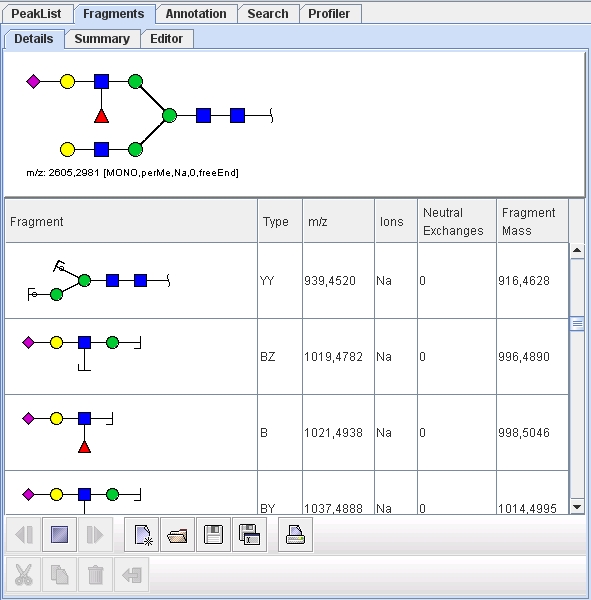 PeakList Fragments Annotation Search Profiler
Details Summary Editor
m/z: 2605,2981 [MONO,perMe,Na,0,freeEnd]
Fragment Type m/z Ions Neutral Exchanges Fragment Mass
YY 939,4520 Na 0 916,4628
BZ 1019,4782 Na 0 996,4890
B 1021,4938 Na 0 998,5046
BY 1037,4888 Na 0 1014,4995